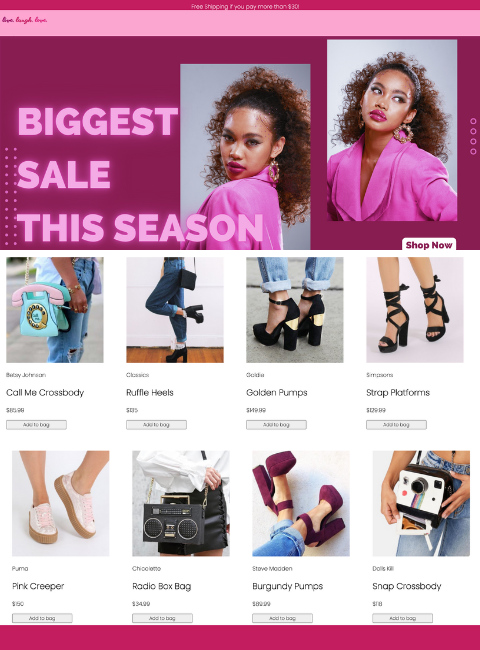 Free Shipping if you pay more than $30!
love. laugh. love.
BIGGEST
SALE
THIS SEASON
Shop Now
Betsy Johnson
Classics
Goldie
Simpsons
Call Me Crossbody
Ruffle Heels
Golden Pumps
Strap Platforms
$85.99
$135
$149.99
$129.99
Add to bag
Add to bag
Add to bag
Add to bag
Puma
Chicolette
Steve Madden
Dolls Kill
Pink Creeper
Radio Box Bag
Burgundy Pumps
Snap Crossbody
$150
$34.99
$89.99
$118
Add to bag
Add to bag
Add to bag
Add to bag